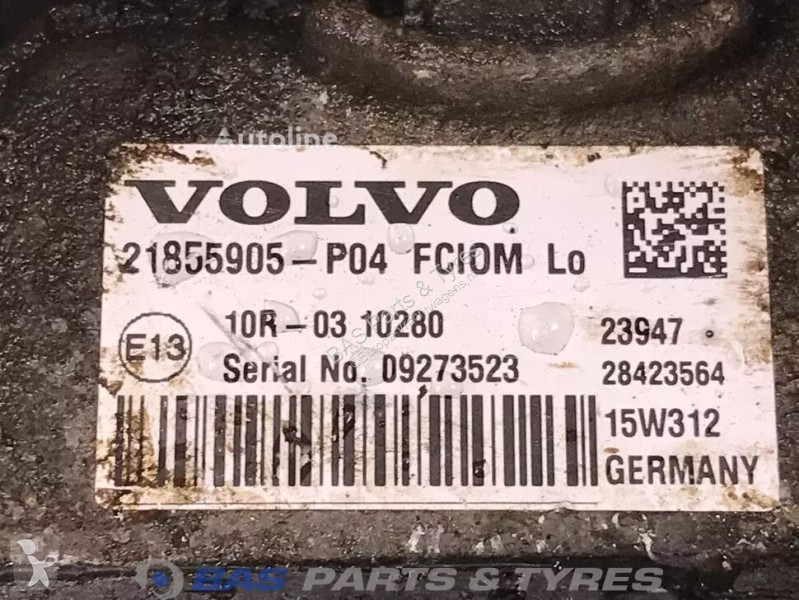 Autoline
VOLVO
21855905-P04 FCIOM Lo
E13
10R-03 10280
23947
Serial No. 09273523
28423564
15W312
GERMANY
BAS PARTS & TYRES